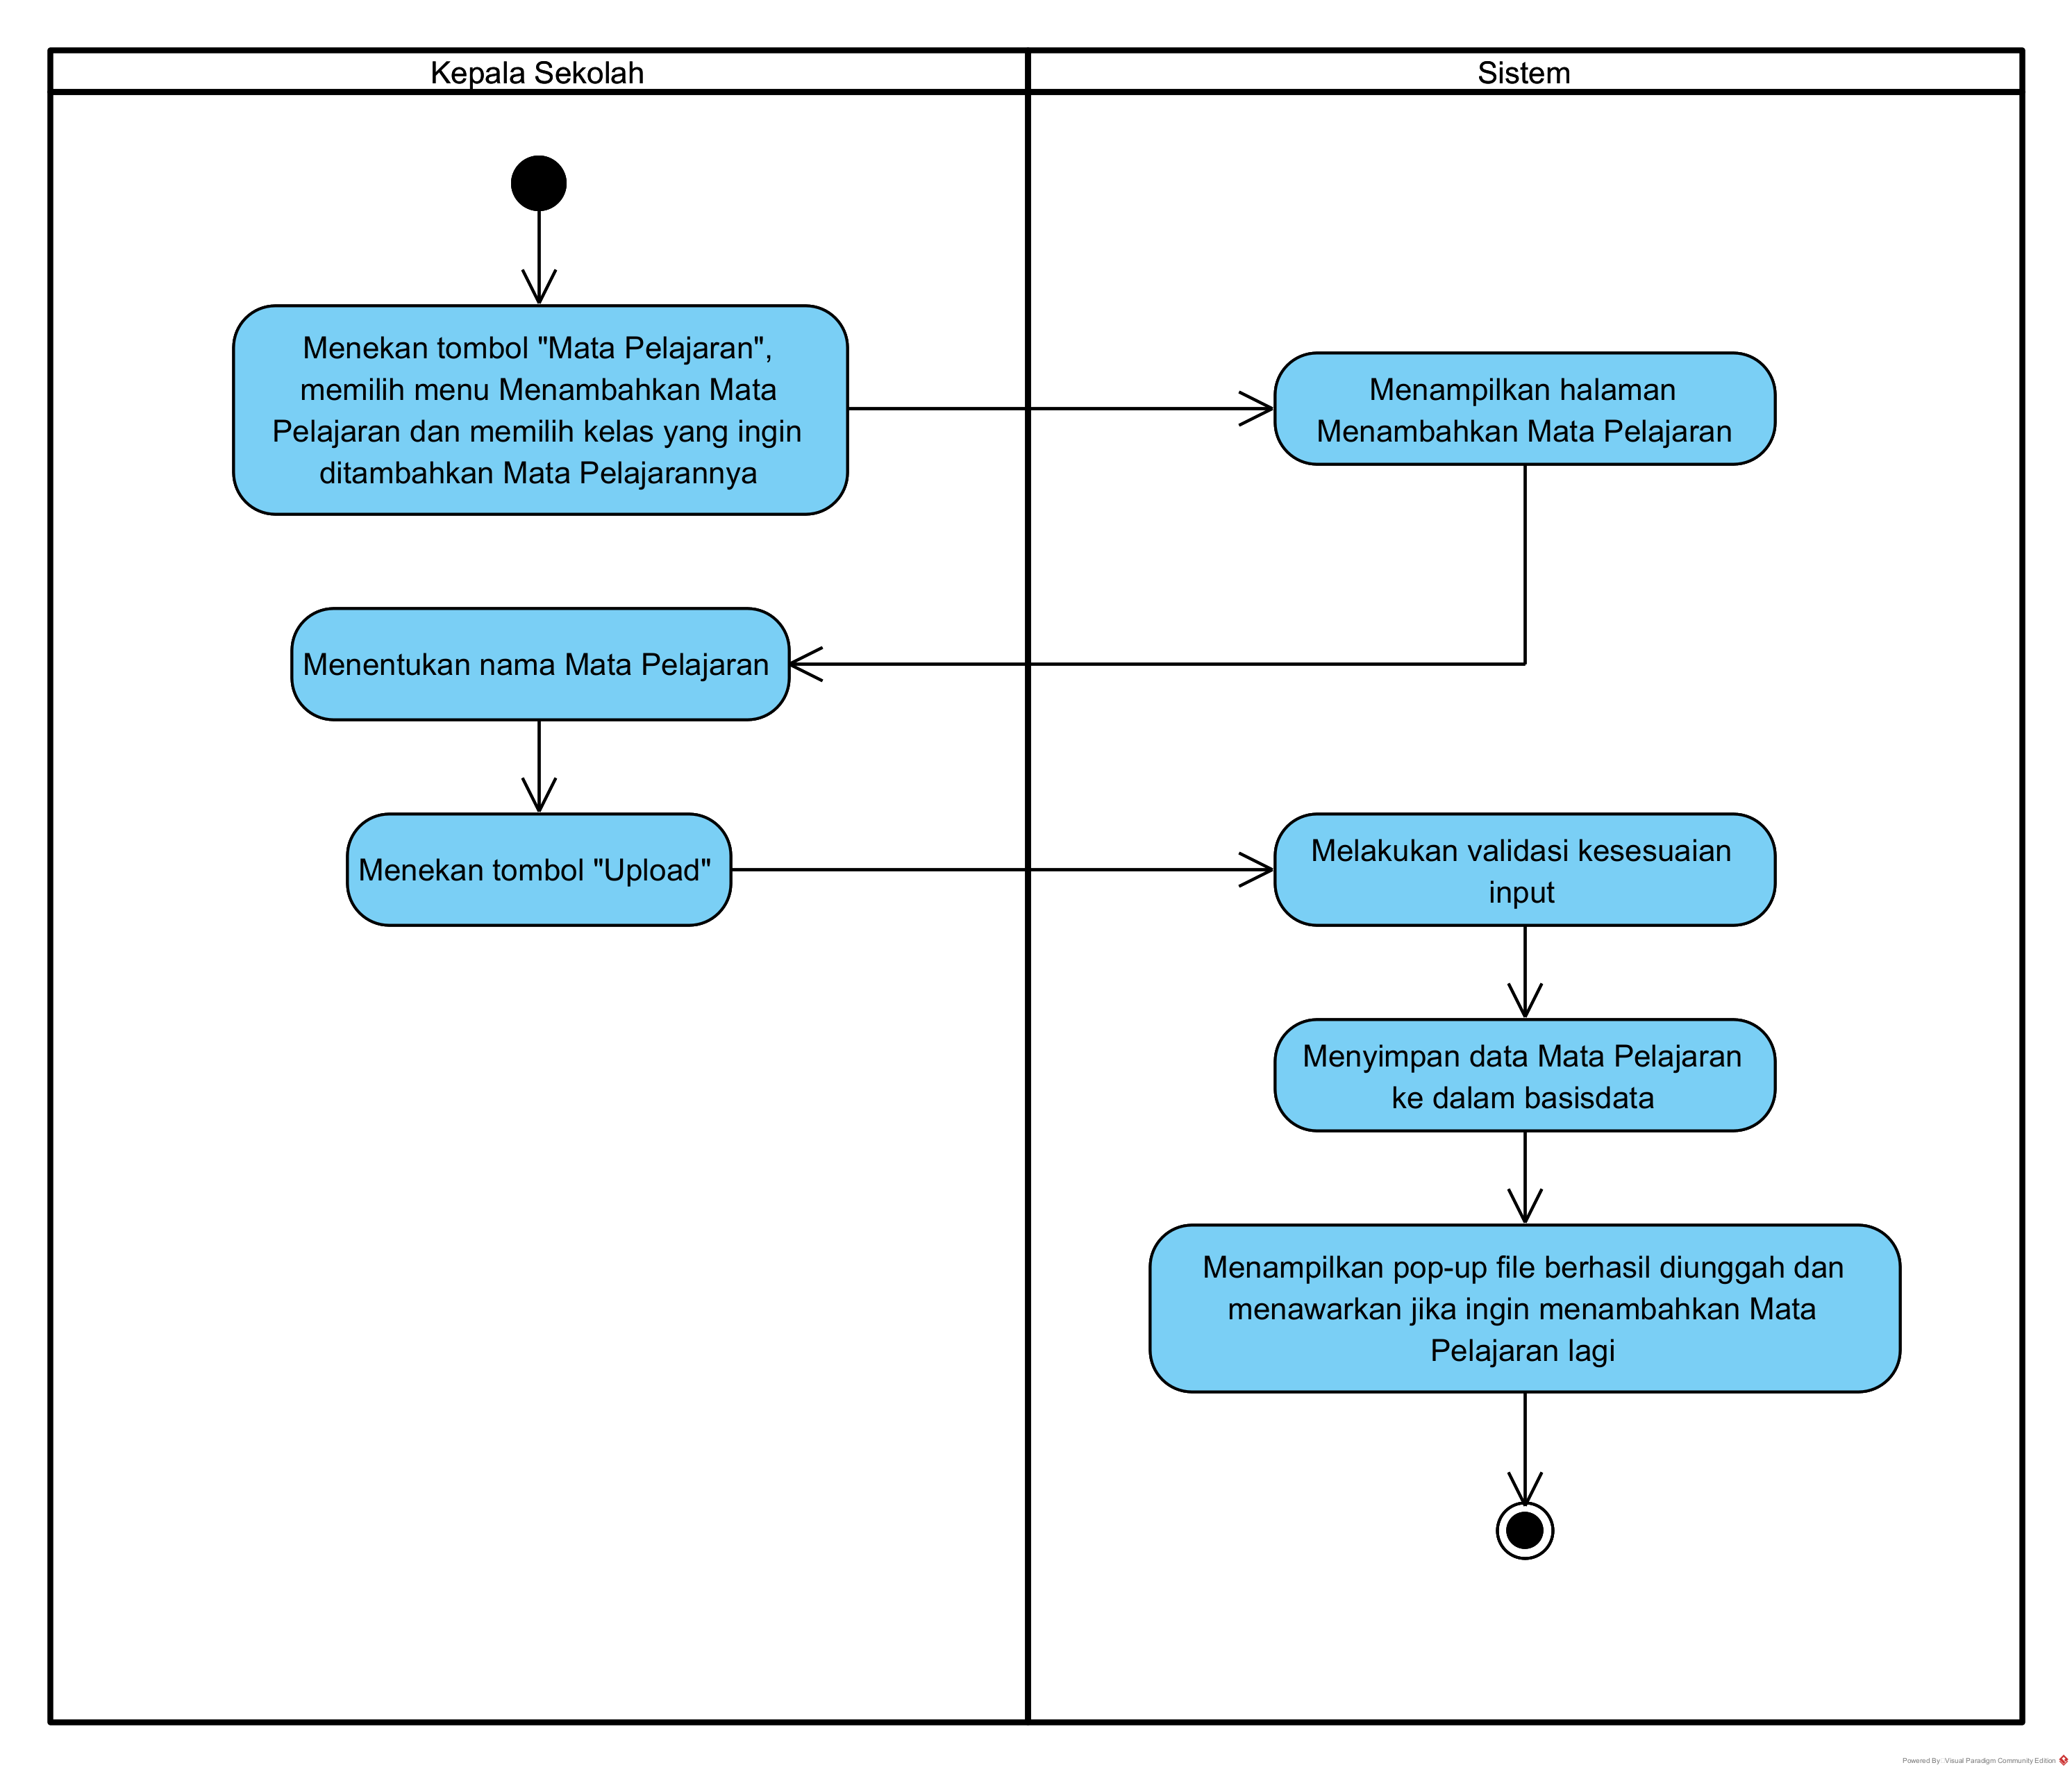 Kepala Sekolah
Sistem
Menekan tombol "Mata Pelajaran",
memilih menu Menambahkan Mata
Pelajaran dan memilih kelas yang ingin
ditambahkan Mata Pelajarannya
Menampilkan halaman
Menambahkan Mata Pelajaran
Menentukan nama Mata Pelajaran
Menekan tombol "Upload"
Melakukan validasi kesesuaian
input
Menyimpan data Mata Pelajaran
ke dalam basisdata
Menampilkan pop-up file berhasil diunggah dan
menawarkan jika ingin menambahkan Mata
Pelajaran lagi
Powered By Visual Paradigm Community Edition